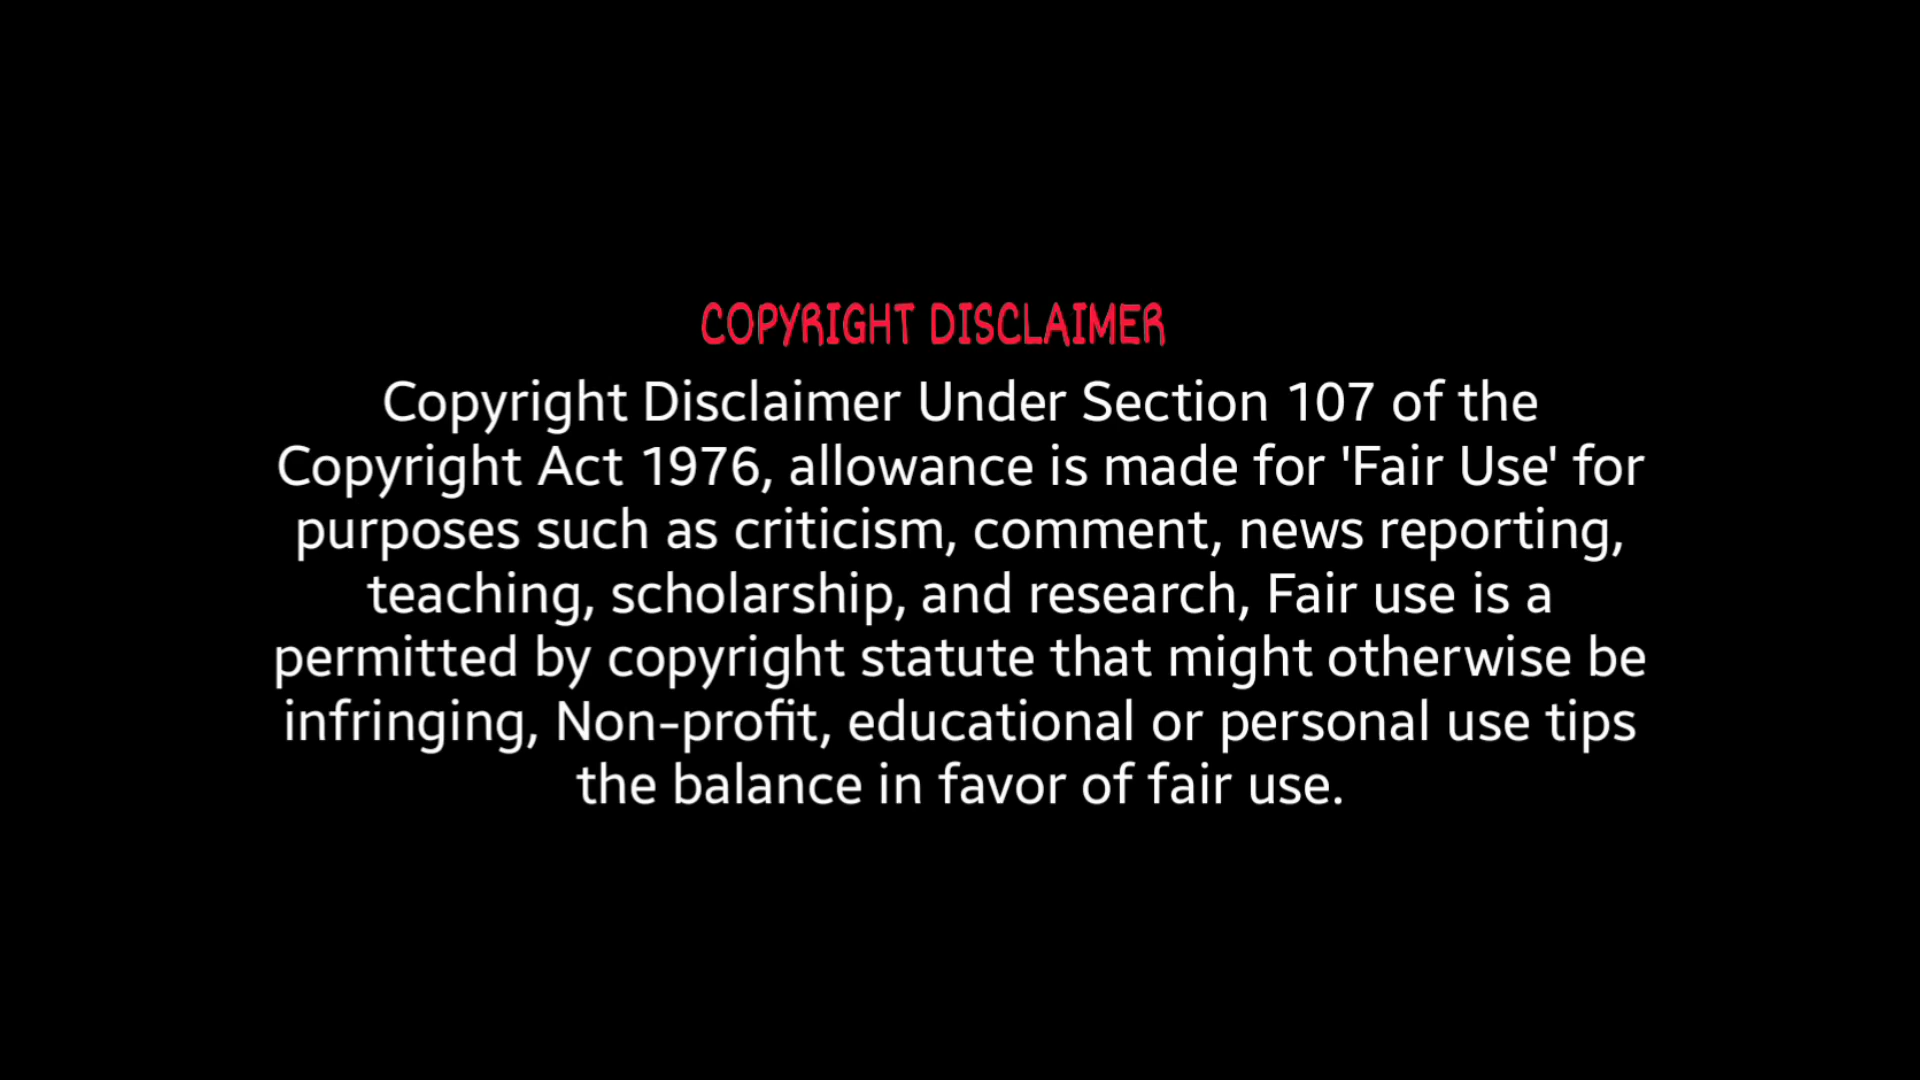 COPYRIGHT DISCLAIMER
Copyright Disclaimer Under Section 107 of the
Copyright Act 1976, allowance is made for 'Fair Use' for
purposes such as criticism, comment, news reporting,
teaching, scholarship, and research, Fair use is a
permitted by copyright statute that might otherwise be
infringing, Non-profit, educational or personal use tips
the balance in favor of fair use.